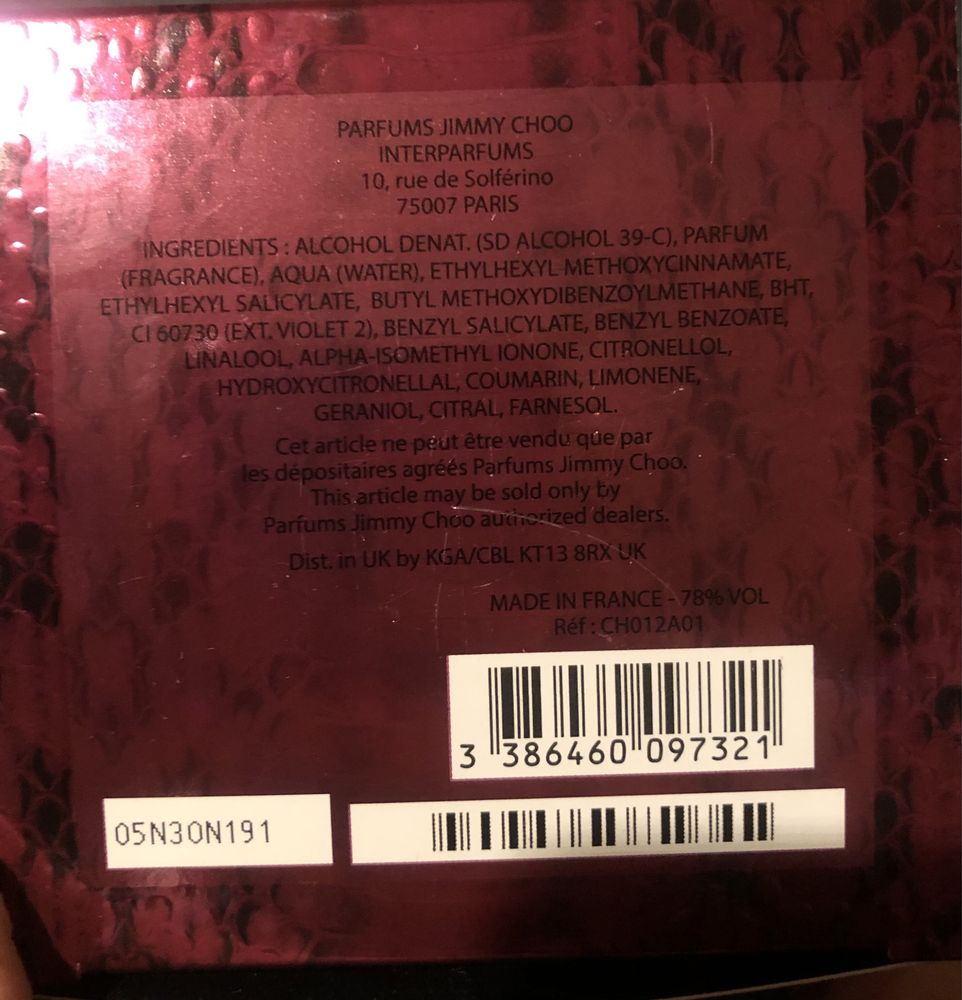 PARFUMS JIMMY CHOO
INTERPARFUMS
10, rue de Solférino
75007 PARIS
INGREDIENTS : ALCOHOL DENAT. (SD ALCOHOL 39-C), PARFUM
(FRAGRANCE), AQUA (WATER), ETHYLHEXYL METHOXYCINNAMATE,
ETHYLHEXYL SALICYLATE, BUTYL METHOXYDIBENZOYLMETHANE, BHT,
CI 60730 (EXT. VIOLET 2), BENZYL SALICYLATE, BENZYL BENZOATE,
LINALOOL, ALPHA-ISOMETHYL IONONE, CITRONELLOL,
HYDROXYCITRONELLAL, COUMARIN, LIMONENE,
GERANIOL, CITRAL, FARNESOL.
Cet article ne peut être vendu que par
les dépositaires agréés Parfums Jimmy Choo.
This article may be sold only by
Parfums Jimmy Choo authorized dealers.
Dist. in UK by KGA/CBL KT13 8RX UK
MADE IN FRANCE - 78% VOL
Réf : CH012A01
3 386460 097321
05N30N191